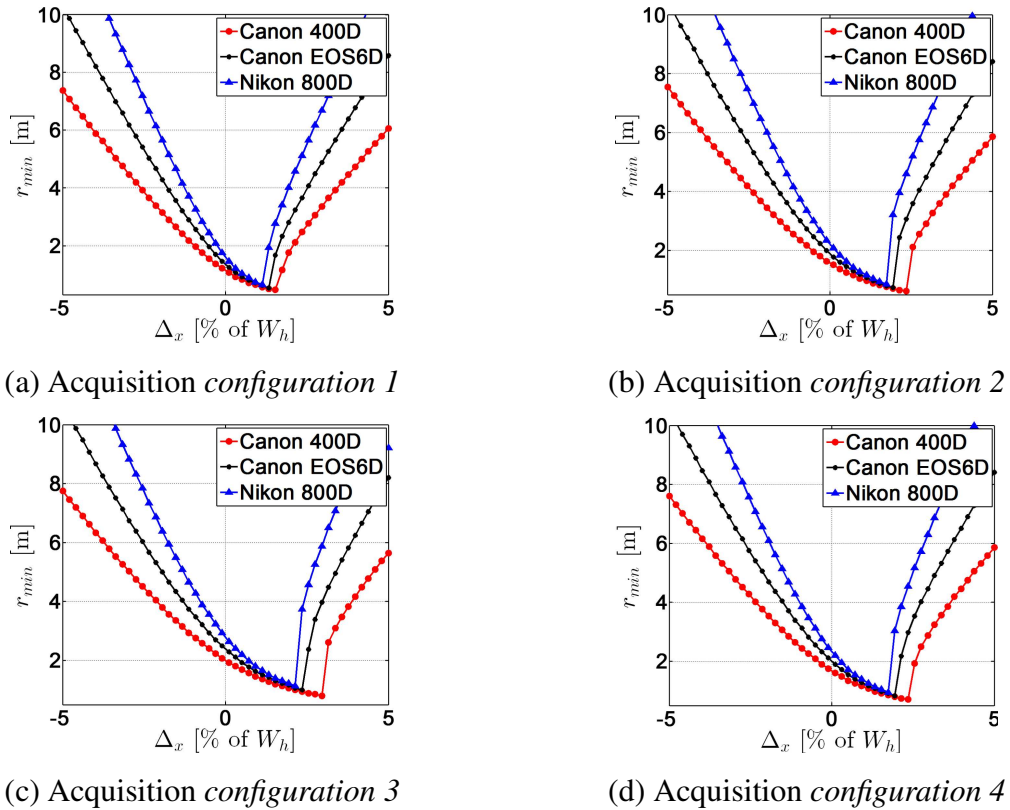 10
8
6
4
2
r_min [m]
Canon 400D
Canon EOS6D
Nikon 800D
-5 0 5
Δ_x [% of W_h]
(a) Acquisition configuration 1
10
8
6
4
2
r_min [m]
Canon 400D
Canon EOS6D
Nikon 800D
-5 0 5
Δ_x [% of W_h]
(b) Acquisition configuration 2
10
8
6
4
2
r_min [m]
Canon 400D
Canon EOS6D
Nikon 800D
-5 0 5
Δ_x [% of W_h]
(c) Acquisition configuration 3
10
8
6
4
2
r_min [m]
Canon 400D
Canon EOS6D
Nikon 800D
-5 0 5
Δ_x [% of W_h]
(d) Acquisition configuration 4